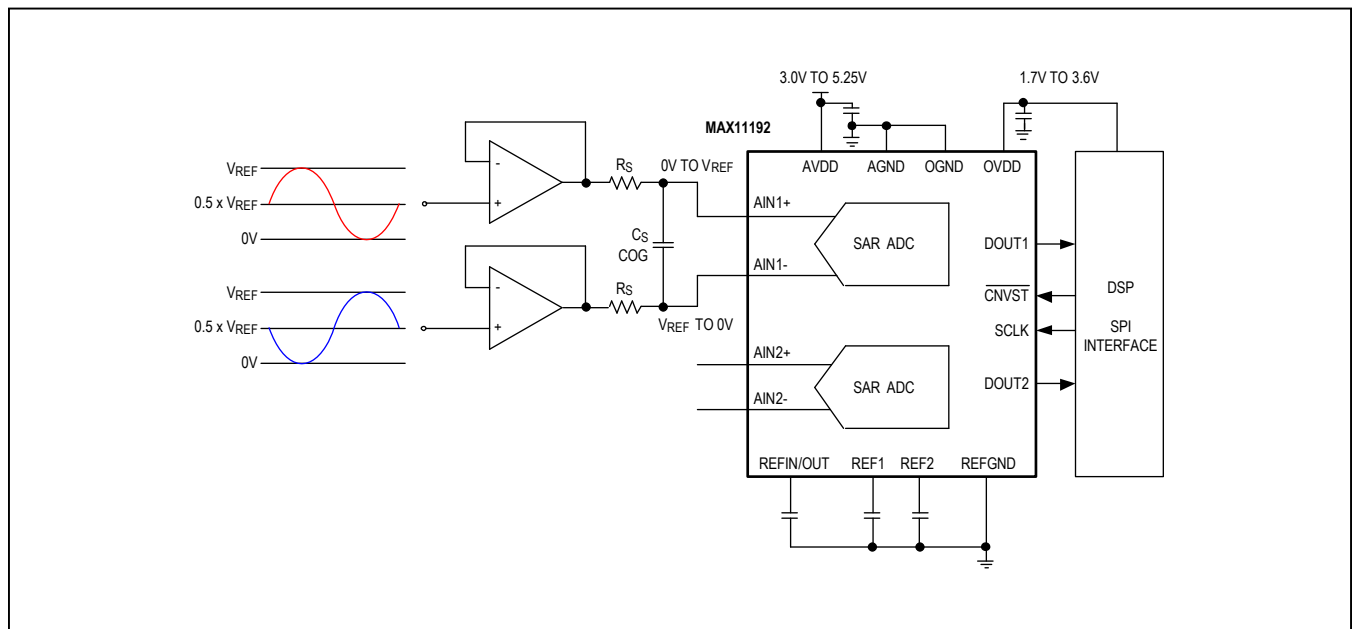 3.0V TO 5.25V
1.7V TO 3.6V
MAX11192
AVDD
AGND
OGND
OVDD
VREF
0.5 x VREF
0V
-
+
RS
0V TO VREF
CS
COG
AIN1+
AIN1-
SAR ADC
DOUT1
CNVST
SCLK
DOUT2
DSP
SPI
INTERFACE
VREF
0.5 x VREF
0V
-
+
RS
VREF TO 0V
AIN2+
AIN2-
SAR ADC
REFIN/OUT
REF1
REF2
REFGND